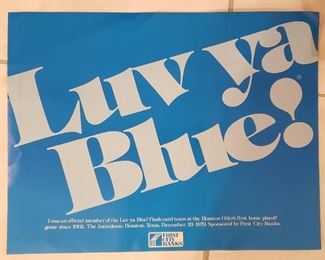 Luv ya
Blue!
I was an official member of the Luv ya Blue! flash card team at the Houston Oilers first home playoff
game since 1962. The Astrodome, Houston, Texas, December 23, 1979. Sponsored by First City Banks.
FIRST
CITY
BANKS